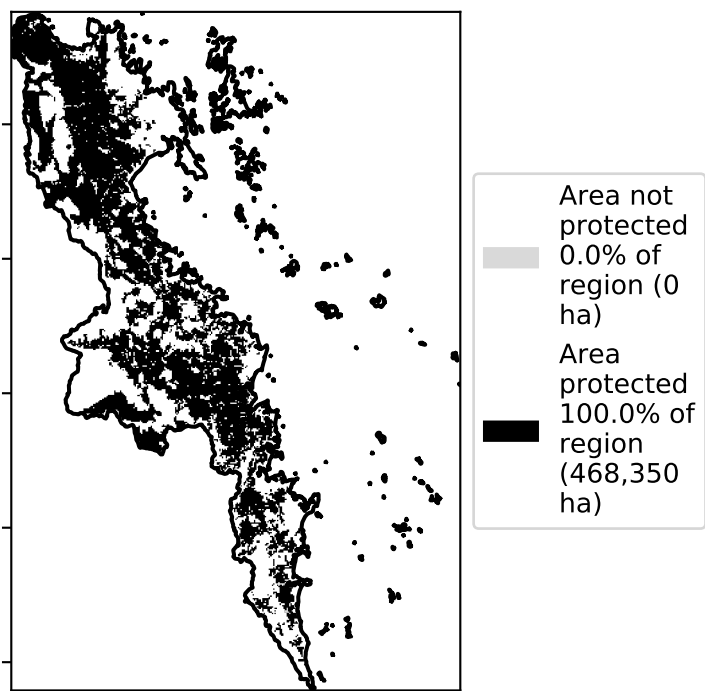 Area not
protected
0.0% of
region (0
ha)
Area
protected
100.0% of
region
(468,350
ha)